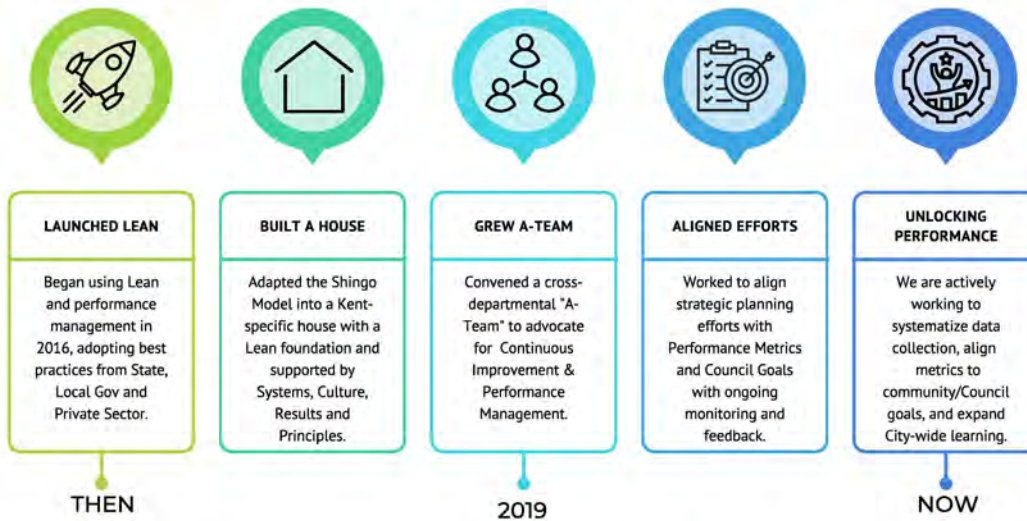 LAUNCHED LEAN
Began using Lean
and performance
management in
2016, adopting best
practices from State,
Local Gov and
Private Sector.
THEN
BUILT A HOUSE
Adapted the Shingo
Model into a Kent-
specific house with a
Lean foundation and
supported by
Systems, Culture,
Results and
Principles.
GREW A-TEAM
Convened a cross-
departmental "A-
Team" to advocate
for Continuous
Improvement &
Performance
Management.
2019
ALIGNED EFFORTS
Worked to align
strategic planning
efforts with
Performance Metrics
and Council Goals
with ongoing
monitoring and
feedback.
UNLOCKING
PERFORMANCE
We are actively
working to
systematize data
collection, align
metrics to
community/Council
goals, and expand
City-wide learning.
NOW